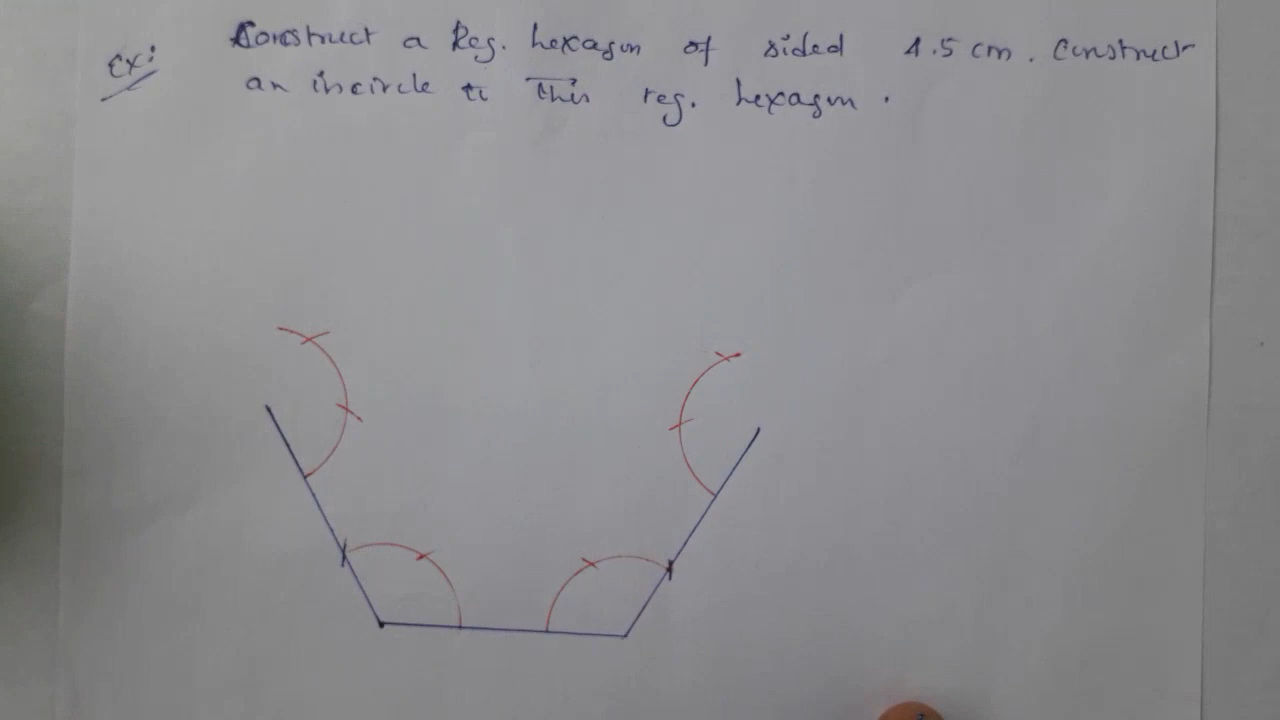 Ex: Construct a Reg. hexagon of sided 4.5 cm. Construct
an incircle to this reg. hexagon.